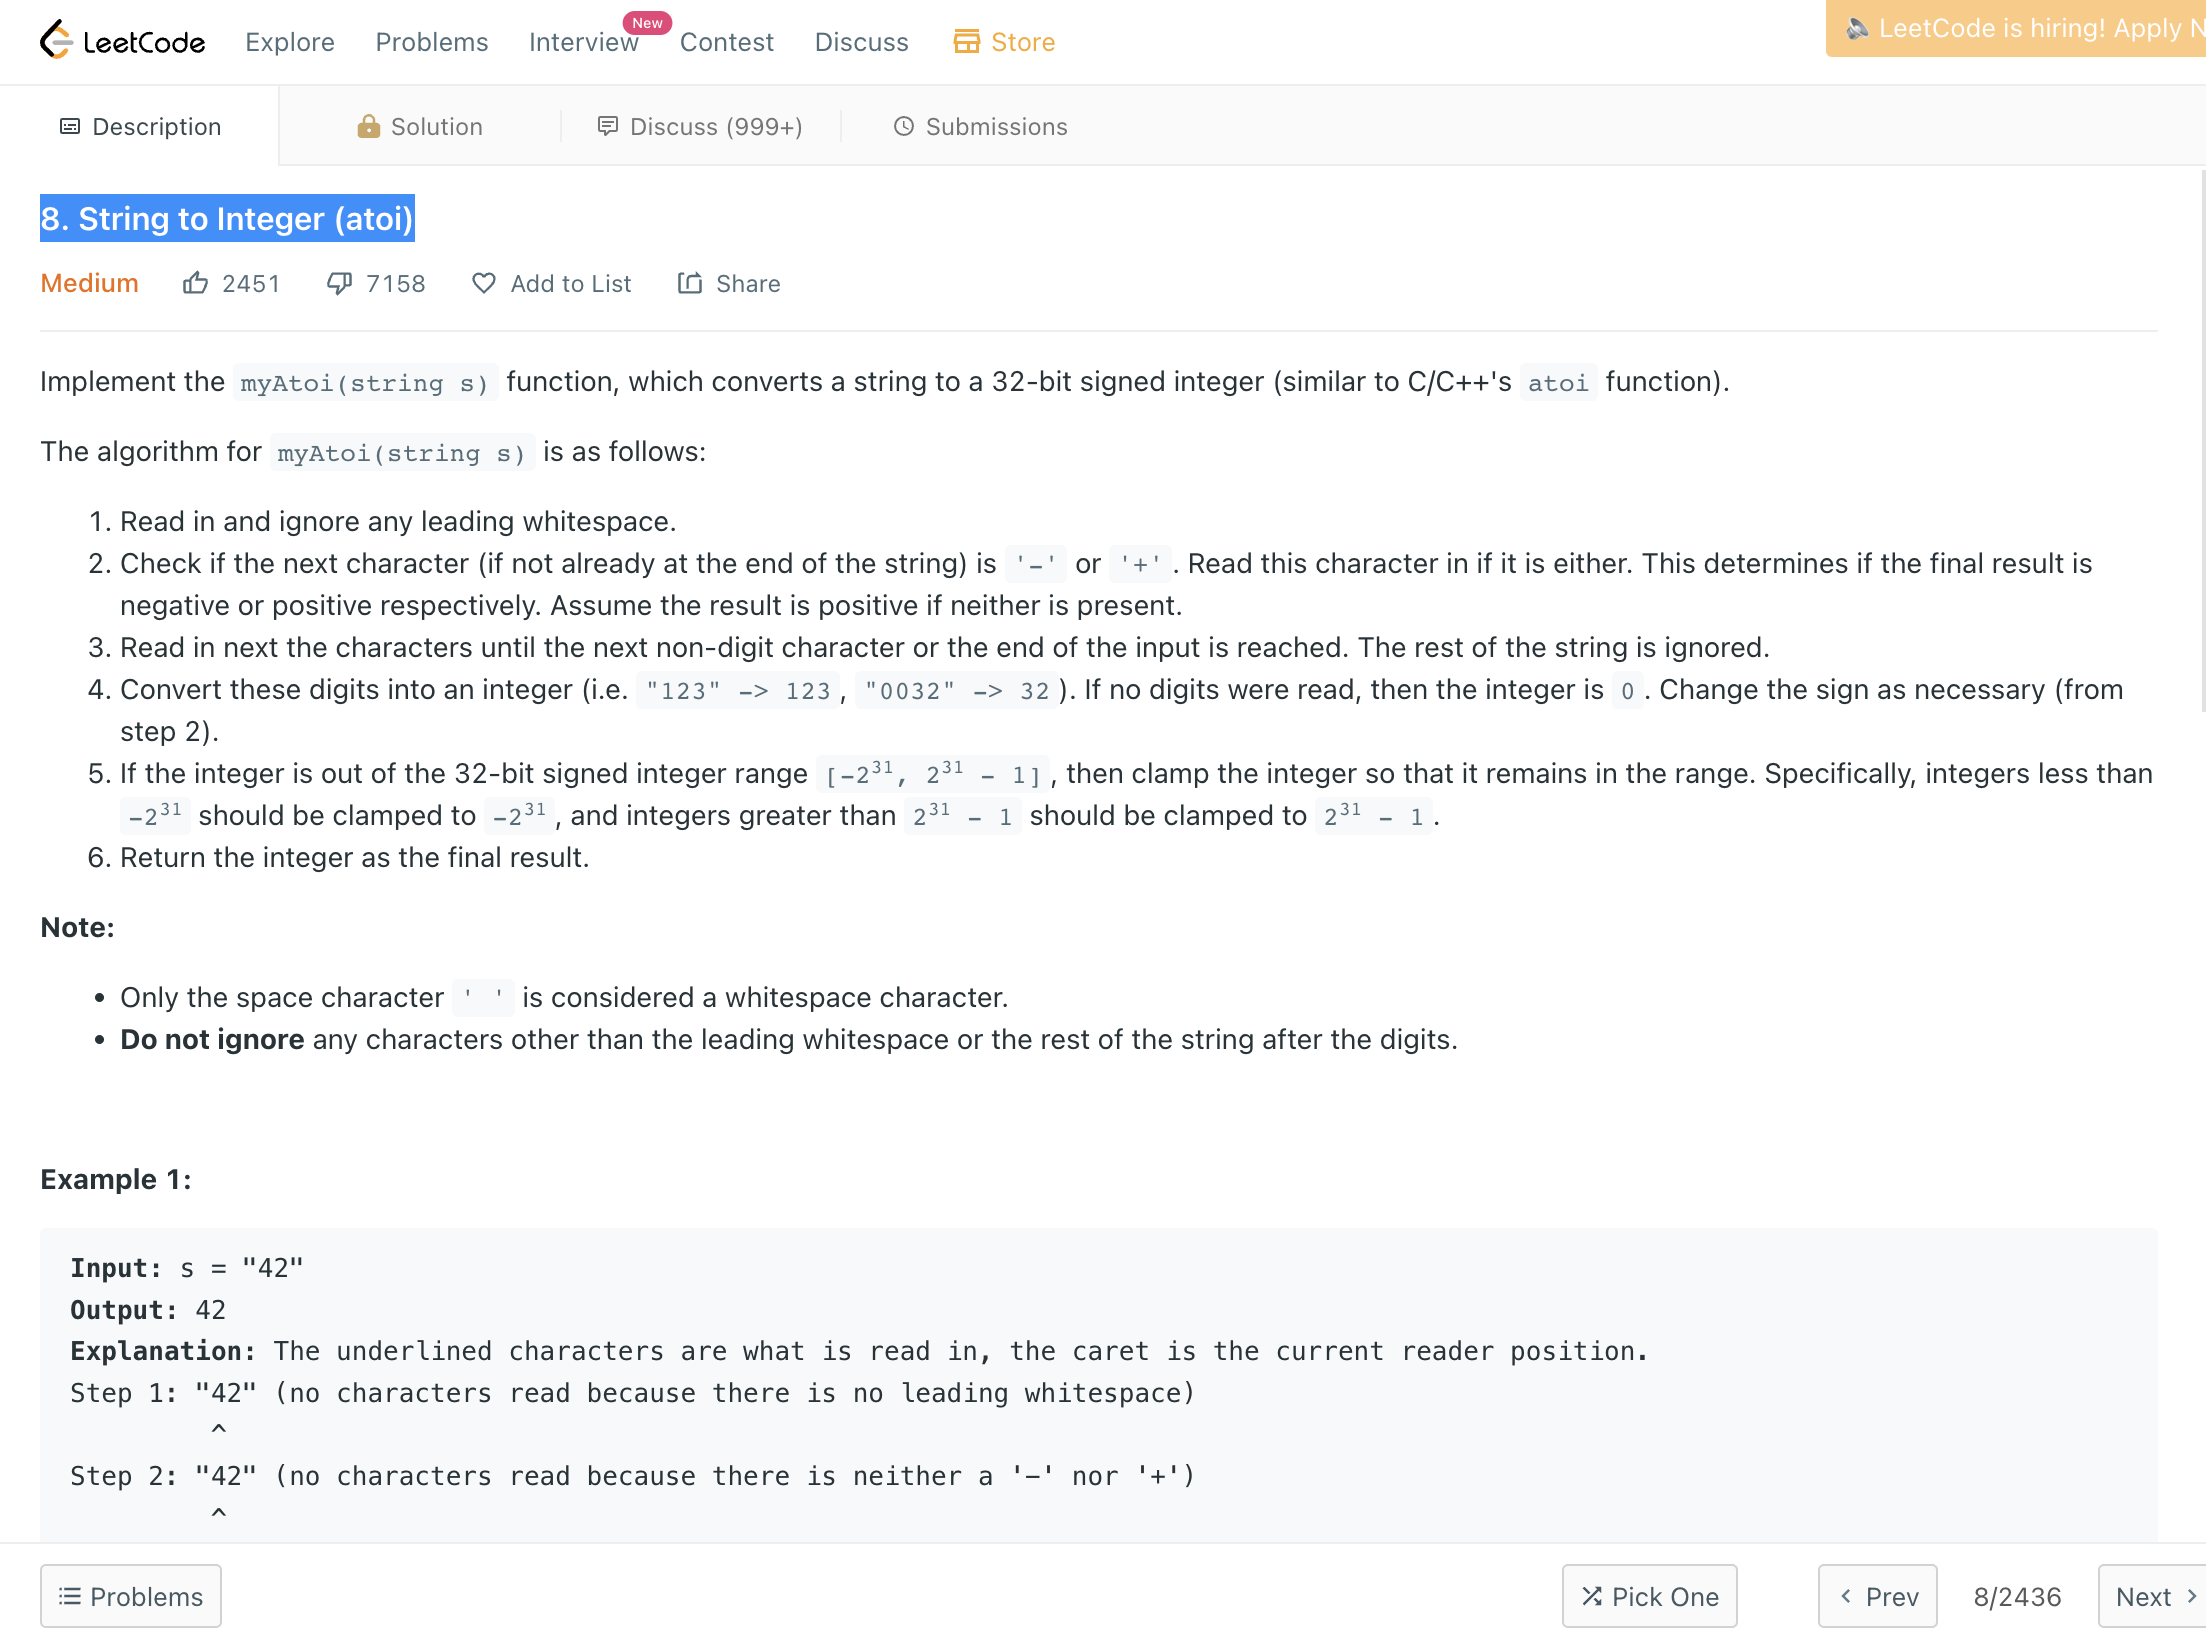 LeetCode Explore Problems Interview New Contest Discuss Store LeetCode is hiring! Apply N
Description Solution Discuss (999+) Submissions
8. String to Integer (atoi)
Medium 2451 7158 Add to List Share
Implement the myAtoi(string s) function, which converts a string to a 32-bit signed integer (similar to C/C++'s atoi function).
The algorithm for myAtoi(string s) is as follows:
1. Read in and ignore any leading whitespace.
2. Check if the next character (if not already at the end of the string) is '-' or '+'. Read this character in if it is either. This determines if the final result is
negative or positive respectively. Assume the result is positive if neither is present.
3. Read in next the characters until the next non-digit character or the end of the input is reached. The rest of the string is ignored.
4. Convert these digits into an integer (i.e. "123" -> 123, "0032" -> 32). If no digits were read, then the integer is 0. Change the sign as necessary (from
step 2).
5. If the integer is out of the 32-bit signed integer range [-2³¹, 2³¹ - 1], then clamp the integer so that it remains in the range. Specifically, integers less than
-2³¹ should be clamped to -2³¹, and integers greater than 2³¹ - 1 should be clamped to 2³¹ - 1.
6. Return the integer as the final result.
Note:
• Only the space character ' ' is considered a whitespace character.
• Do not ignore any characters other than the leading whitespace or the rest of the string after the digits.
Example 1:
Input: s = "42"
Output: 42
Explanation: The underlined characters are what is read in, the caret is the current reader position.
Step 1: "42" (no characters read because there is no leading whitespace)
^
Step 2: "42" (no characters read because there is neither a '-' nor '+')
^
Problems Pick One < Prev 8/2436 Next >